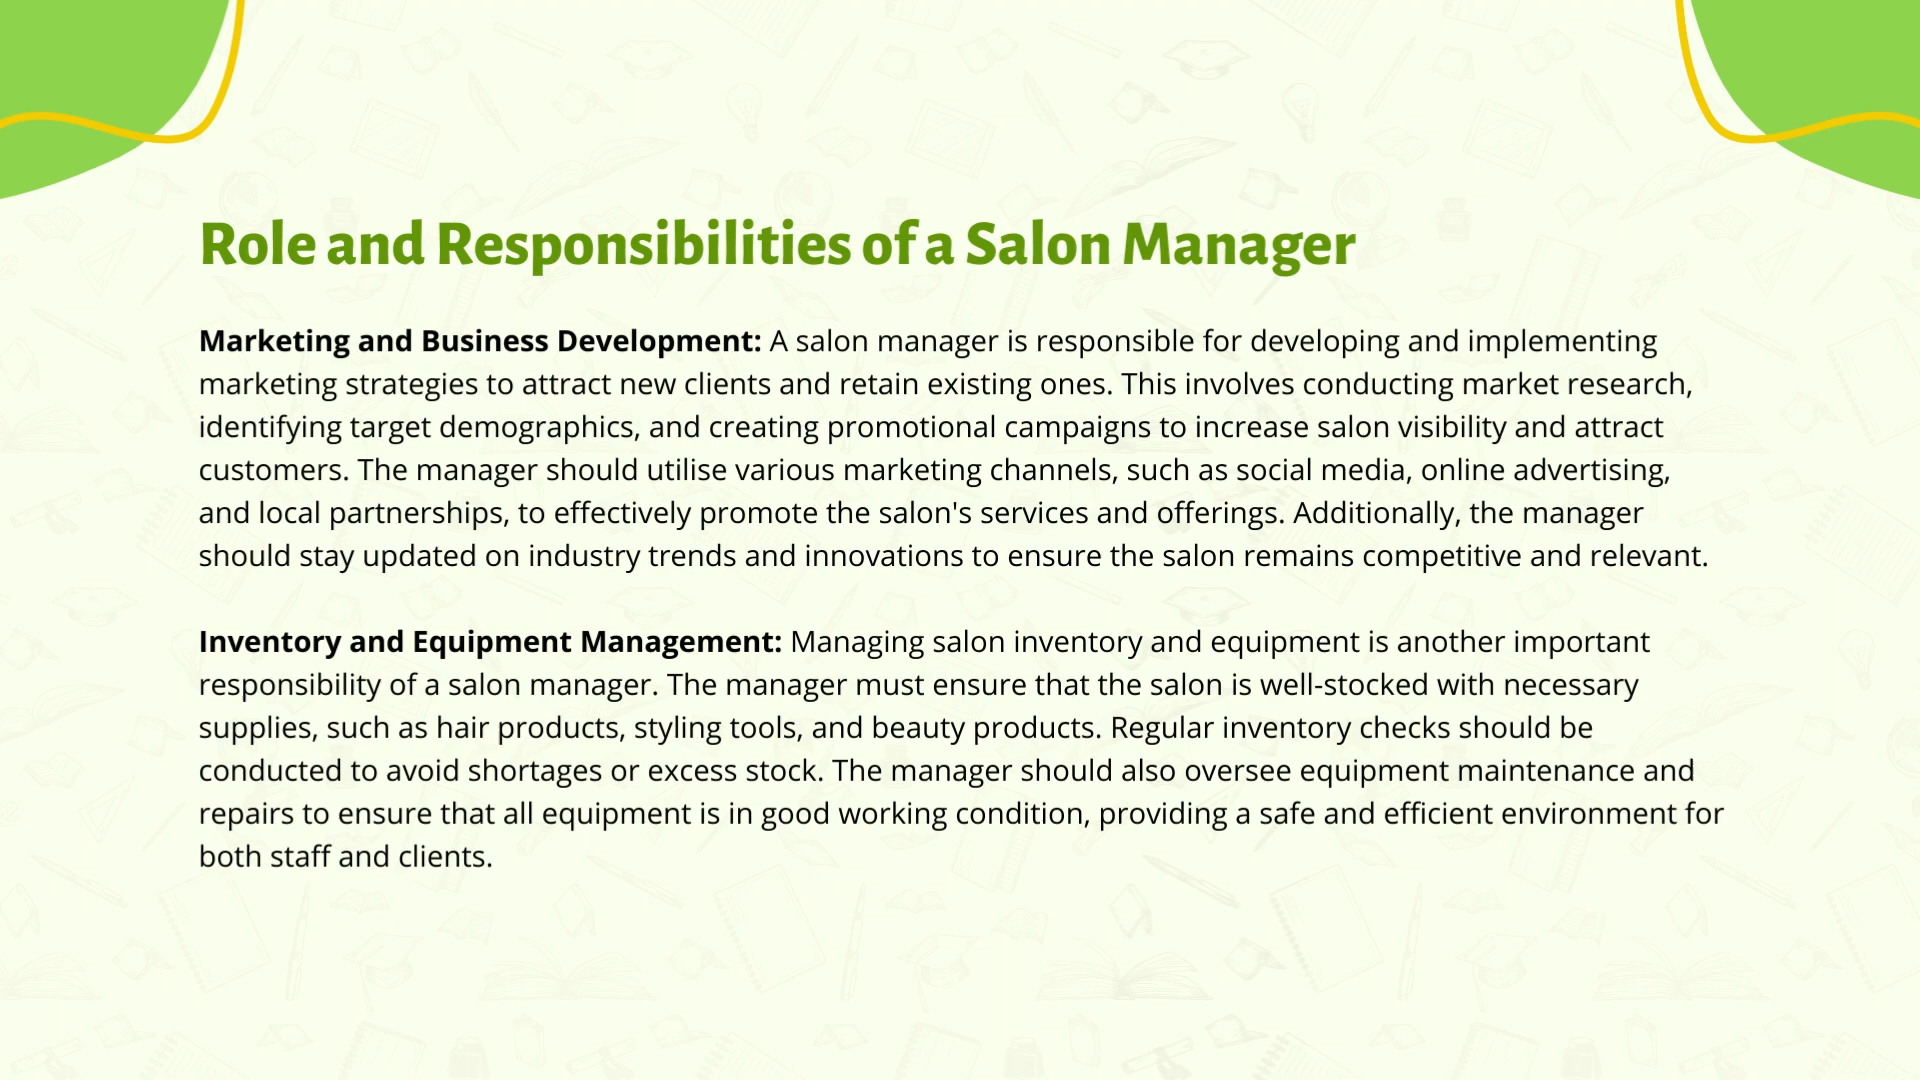 Role and Responsibilities of a Salon Manager
Marketing and Business Development: A salon manager is responsible for developing and implementing
marketing strategies to attract new clients and retain existing ones. This involves conducting market research,
identifying target demographics, and creating promotional campaigns to increase salon visibility and attract
customers. The manager should utilise various marketing channels, such as social media, online advertising,
and local partnerships, to effectively promote the salon's services and offerings. Additionally, the manager
should stay updated on industry trends and innovations to ensure the salon remains competitive and relevant.
Inventory and Equipment Management: Managing salon inventory and equipment is another important
responsibility of a salon manager. The manager must ensure that the salon is well-stocked with necessary
supplies, such as hair products, styling tools, and beauty products. Regular inventory checks should be
conducted to avoid shortages or excess stock. The manager should also oversee equipment maintenance and
repairs to ensure that all equipment is in good working condition, providing a safe and efficient environment for
both staff and clients.